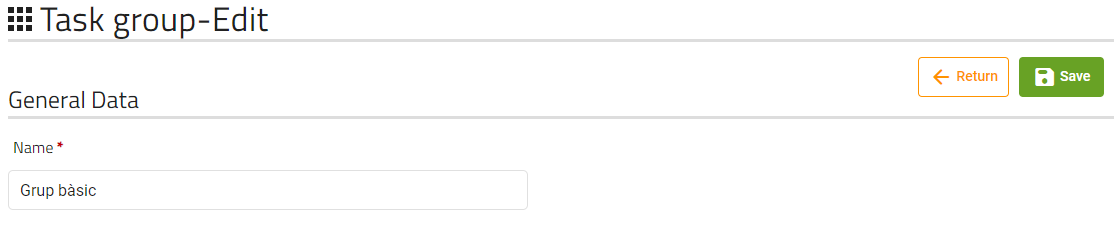 Task group-Edit
Return
Save
General Data
Name *
Grup bàsic